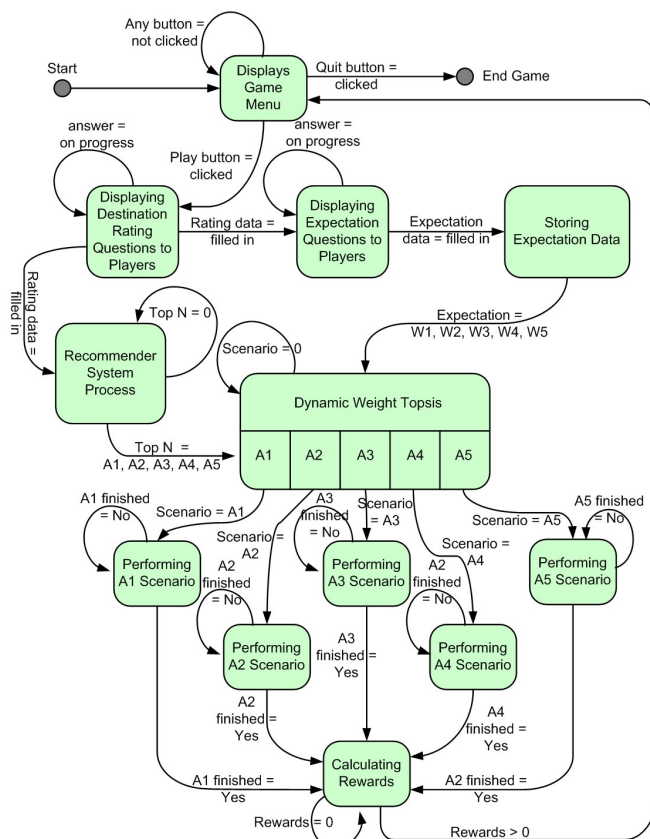 Any button =
not clicked
Start
Displays
Game
Menu
Quit button =
clicked
End Game
answer =
on progress
Play button =
clicked
answer =
on progress
Displaying
Destination
Rating
Questions to
Players
Rating data =
filled in
Displaying
Expectation
Questions to
Players
Expectation
data = filled in
Storing
Expectation Data
Rating data =
filled in
Top N = 0
Recommender
System
Process
Scenario = 0
Expectation =
W1, W2, W3, W4, W5
Dynamic Weight Topsis
A1
A2
A3
A4
A5
Top N =
A1, A2, A3, A4, A5
A1 finished
= No
Scenario = A1
Scenario =
A2
A3
finished
= No
Scenario
= A3
Scenario =
A4
Scenario = A5
A5 finished
= No
Performing
A1 Scenario
A2
finished
= No
Performing
A3 Scenario
A2
finished
= No
Performing
A5 Scenario
Performing
A2 Scenario
A3
finished =
Yes
Performing
A4 Scenario
A2
finished =
Yes
A4
finished =
Yes
A1 finished =
Yes
Calculating
Rewards
A2 finished =
Yes
Rewards = 0
Rewards > 0